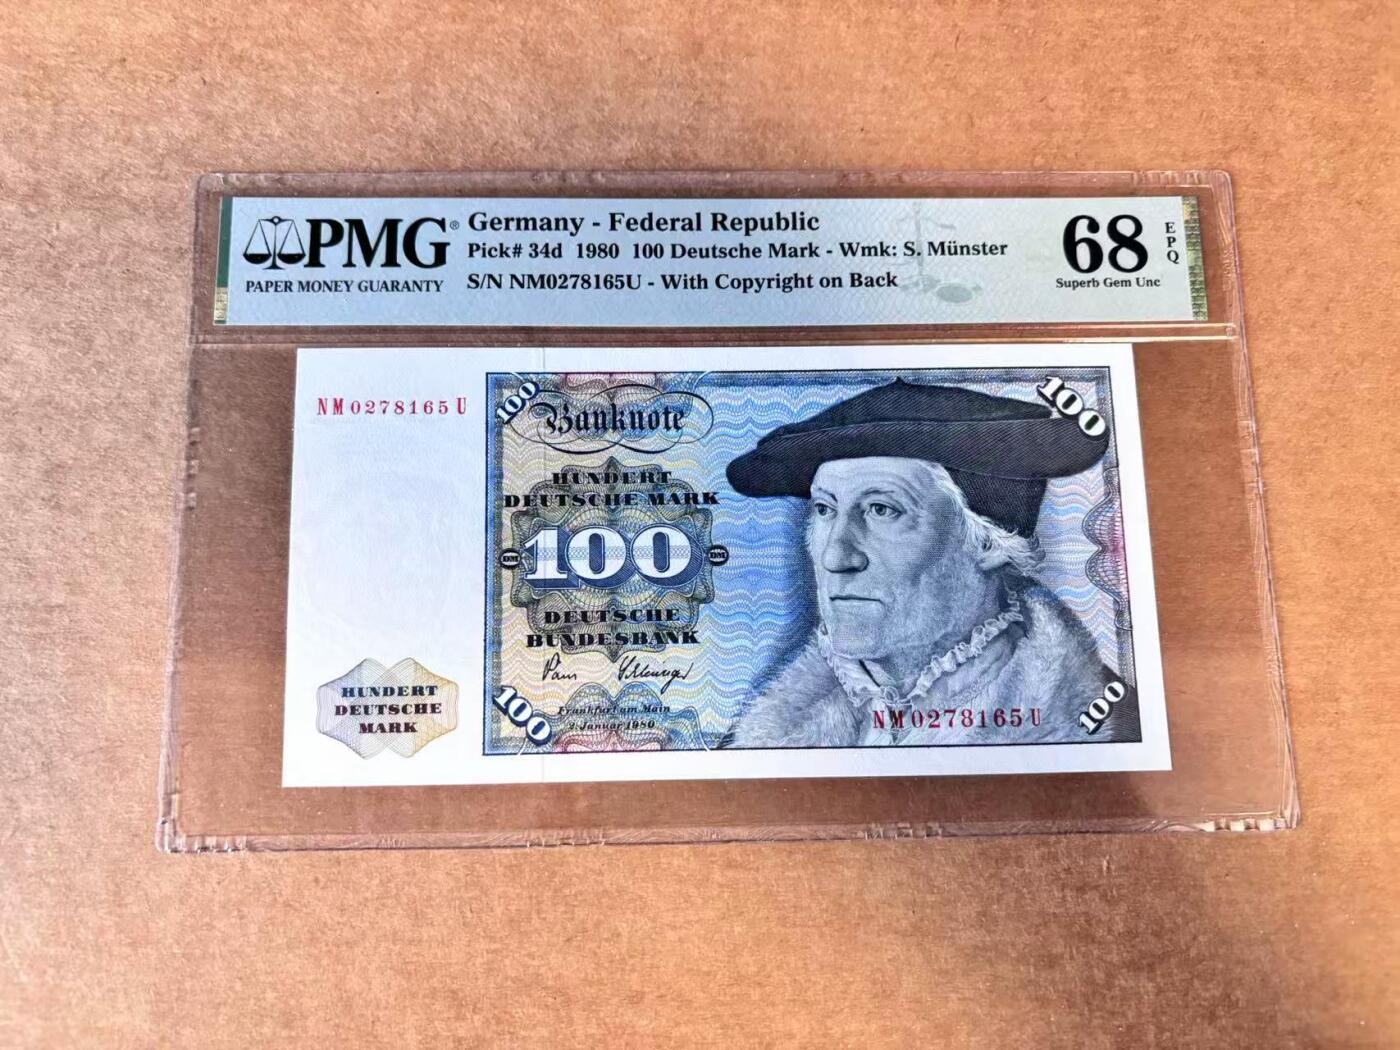 PMG®
PAPER MONEY GUARANTY
Germany - Federal Republic
Pick# 34d 1980 100 Deutsche Mark - Wmk: S. Münster
S/N NM0278165U - With Copyright on Back
68
EPQ
Superb Gem Unc
NM0278165U
100
Banknote
100
HUNDERT
DEUTSCHE MARK
DM 100 DM
DEUTSCHE
BUNDESBANK
Frankfurt am Main
2. Januar 1980
HUNDERT
DEUTSCHE
MARK
100
NM0278165U
100